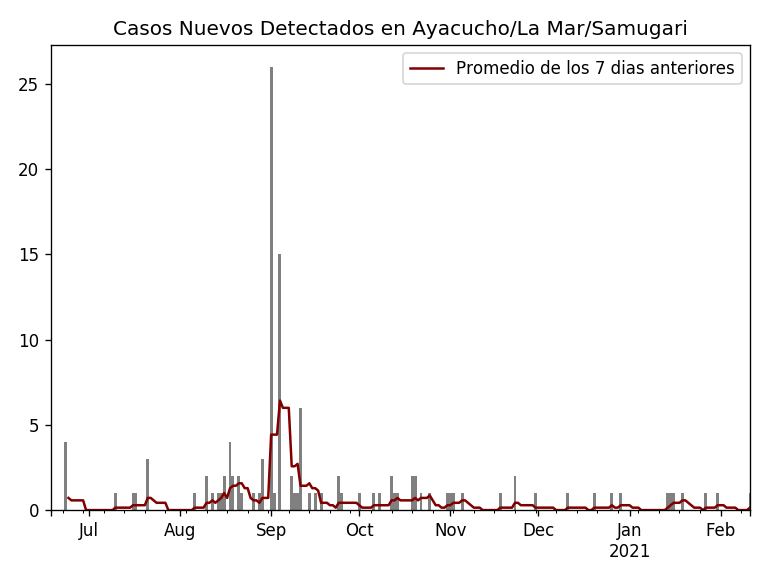 Casos Nuevos Detectados en Ayacucho/La Mar/Samugari
Promedio de los 7 dias anteriores
25
20
15
10
5
0
Jul Aug Sep Oct Nov Dec Jan Feb
2021